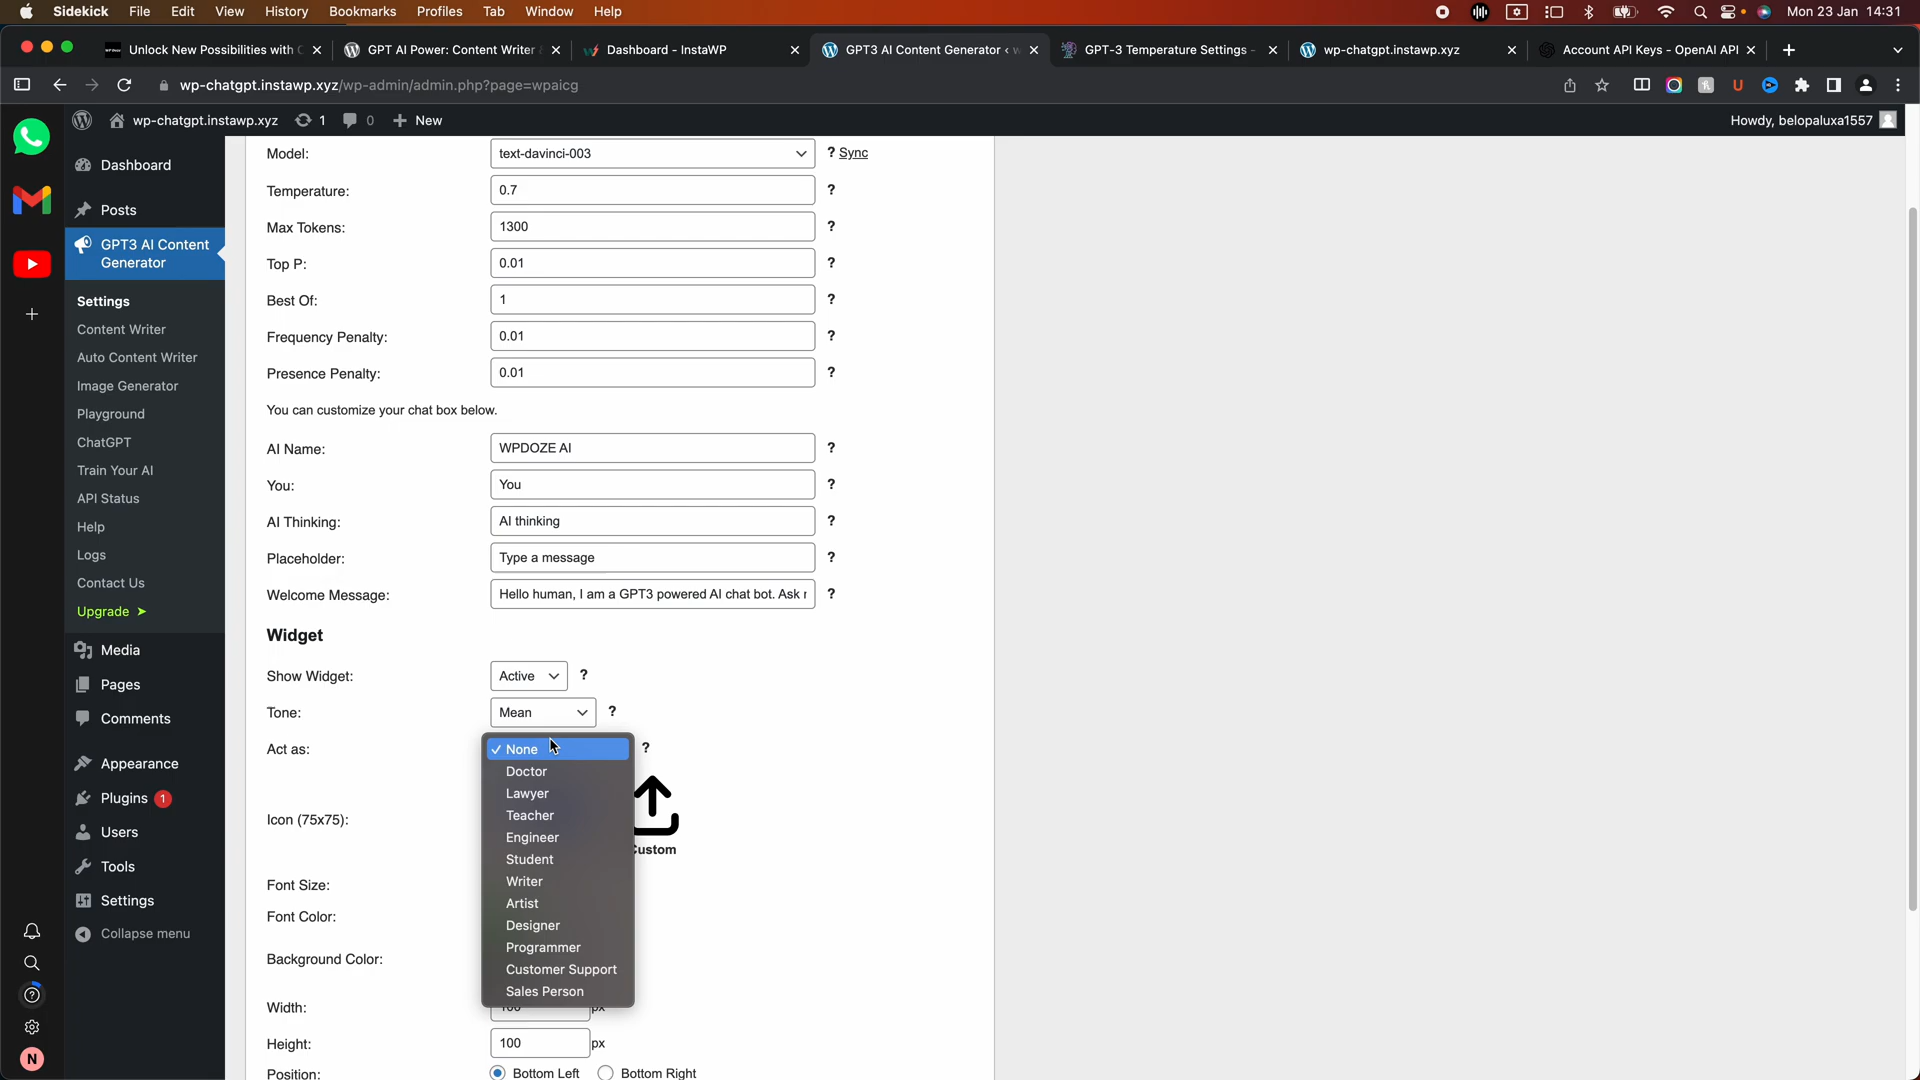 Sidekick File Edit View History Bookmarks Profiles Tab Window Help Mon 23 Jan 14:31
Unlock New Possibilities with C GPT AI Power: Content Writer Dashboard - InstaWP GPT3 AI Content Generator ‹ w GPT-3 Temperature Settings - wp-chatgpt.instawp.xyz Account API Keys - OpenAI API
wp-chatgpt.instawp.xyz/wp-admin/admin.php?page=wpaicg
wp-chatgpt.instawp.xyz 1 0 New Howdy, belopaluxa1557
Dashboard
Posts
GPT3 AI Content
Generator
Settings
Content Writer
Auto Content Writer
Image Generator
Playground
ChatGPT
Train Your AI
API Status
Help
Logs
Contact Us
Upgrade ➤
Media
Pages
Comments
Appearance
Plugins 1
Users
Tools
Settings
Collapse menu
N
Model: text-davinci-003 ? Sync
Temperature: 0.7 ?
Max Tokens: 1300 ?
Top P: 0.01 ?
Best Of: 1 ?
Frequency Penalty: 0.01 ?
Presence Penalty: 0.01 ?
You can customize your chat box below.
AI Name: WPDOZE AI ?
You: You ?
AI Thinking: AI thinking ?
Placeholder: Type a message ?
Welcome Message: Hello human, I am a GPT3 powered AI chat bot. Ask ?
Widget
Show Widget: Active ?
Tone: Mean ?
Act as: ✓ None ?
Doctor
Lawyer
Teacher
Engineer
Student
Writer
Artist
Designer
Programmer
Customer Support
Sales Person
Icon (75x75):
Custom
Font Size:
Font Color:
Background Color:
Width: 100 px
Height: 100 px
Position: Bottom Left Bottom Right